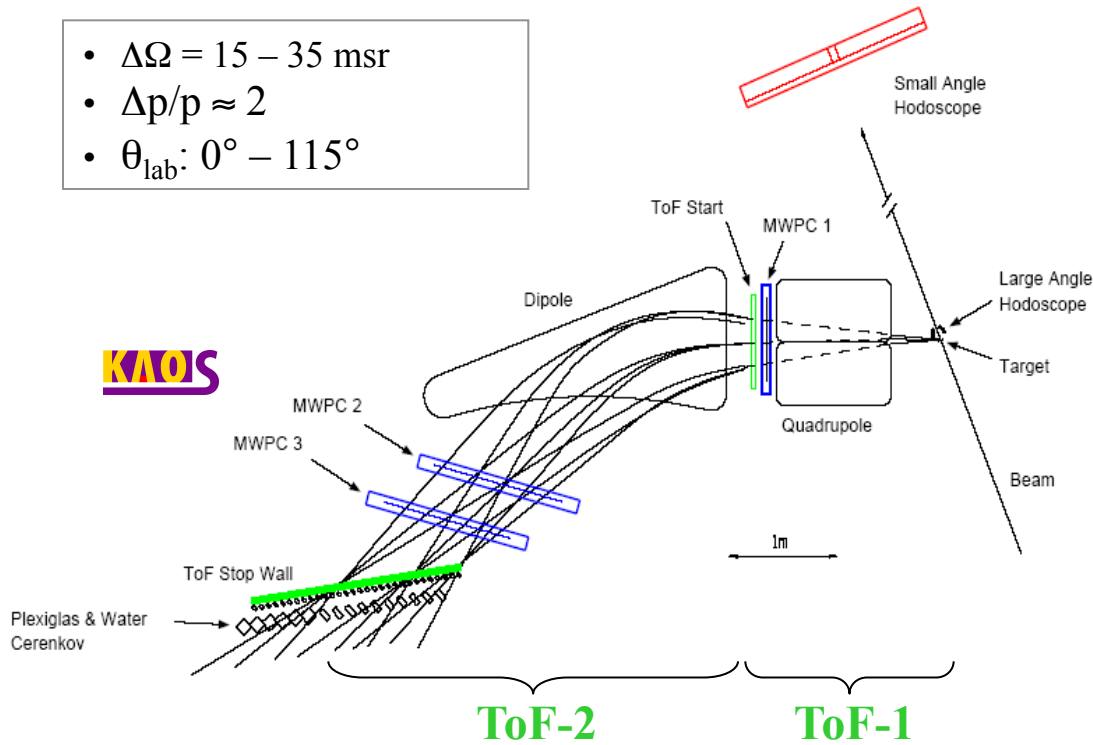 • ΔΩ = 15 – 35 msr
• Δp/p ≈ 2
• θlab: 0° – 115°
Small Angle
Hodoscope
ToF Start
MWPC 1
Large Angle
Hodoscope
Dipole
Target
KAOS
MWPC 2
Quadrupole
MWPC 3
Beam
1m
ToF Stop Wall
Plexiglas & Water
Cerenkov
ToF-2
ToF-1